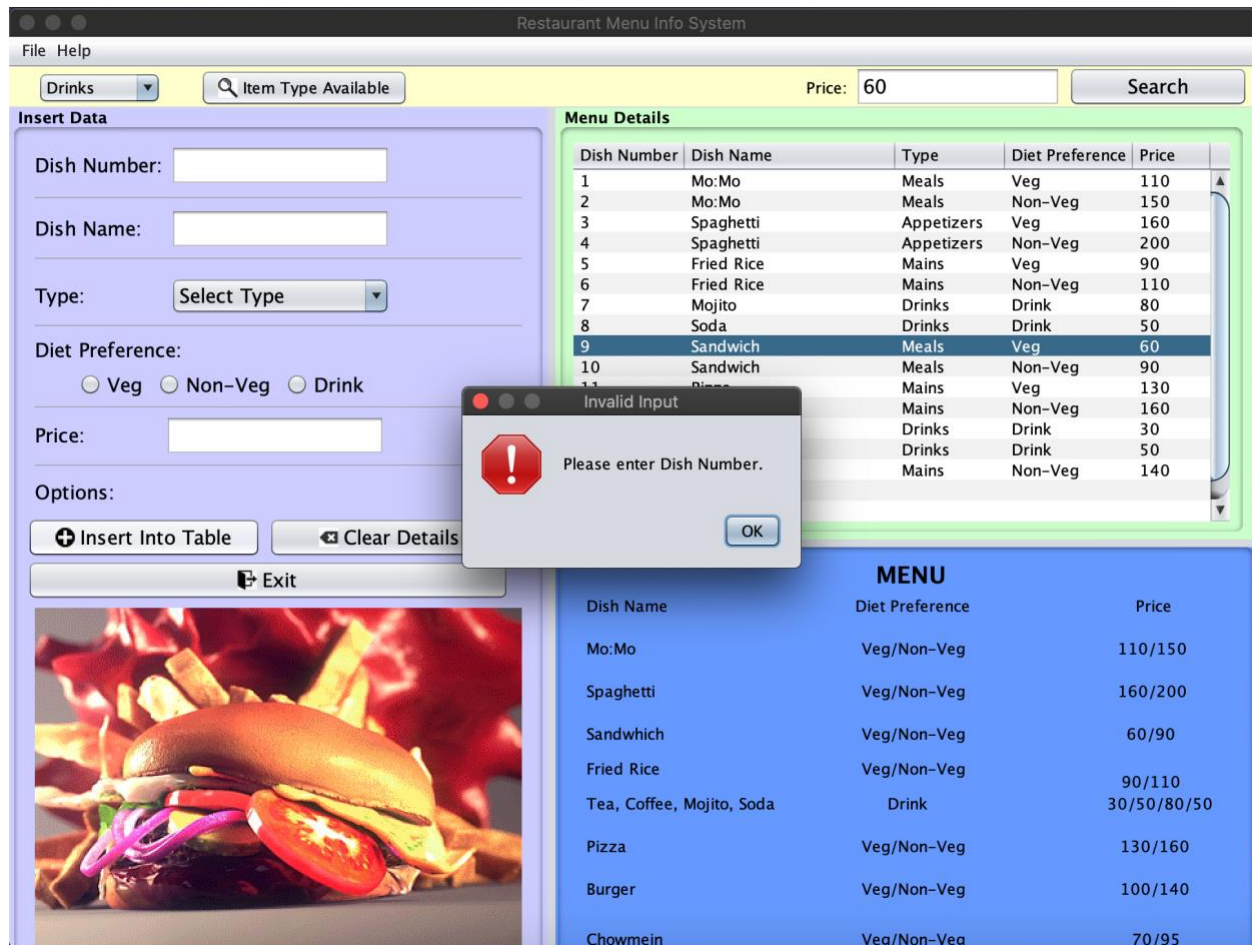 Restaurant Menu Info System
File Help
Drinks Item Type Available Price: 60 Search
Insert Data
Dish Number:
Dish Name:
Type: Select Type
Diet Preference:
Veg Non-Veg Drink
Price:
Options:
Insert Into Table Clear Details
Exit
Menu Details
Dish Number Dish Name Type Diet Preference Price
1 Mo:Mo Meals Veg 110
2 Mo:Mo Meals Non-Veg 150
3 Spaghetti Appetizers Veg 160
4 Spaghetti Appetizers Non-Veg 200
5 Fried Rice Mains Veg 90
6 Fried Rice Mains Non-Veg 110
7 Mojito Drinks Drink 80
8 Soda Drinks Drink 50
9 Sandwich Meals Veg 60
10 Sandwich Meals Non-Veg 90
11 Pizza Mains Veg 130
Mains Non-Veg 160
Drinks Drink 30
Drinks Drink 50
Mains Non-Veg 140
Invalid Input
Please enter Dish Number.
OK
MENU
Dish Name Diet Preference Price
Mo:Mo Veg/Non-Veg 110/150
Spaghetti Veg/Non-Veg 160/200
Sandwhich Veg/Non-Veg 60/90
Fried Rice Veg/Non-Veg 90/110
Tea, Coffee, Mojito, Soda Drink 30/50/80/50
Pizza Veg/Non-Veg 130/160
Burger Veg/Non-Veg 100/140
Chowmein Veg/Non-Veg 70/95